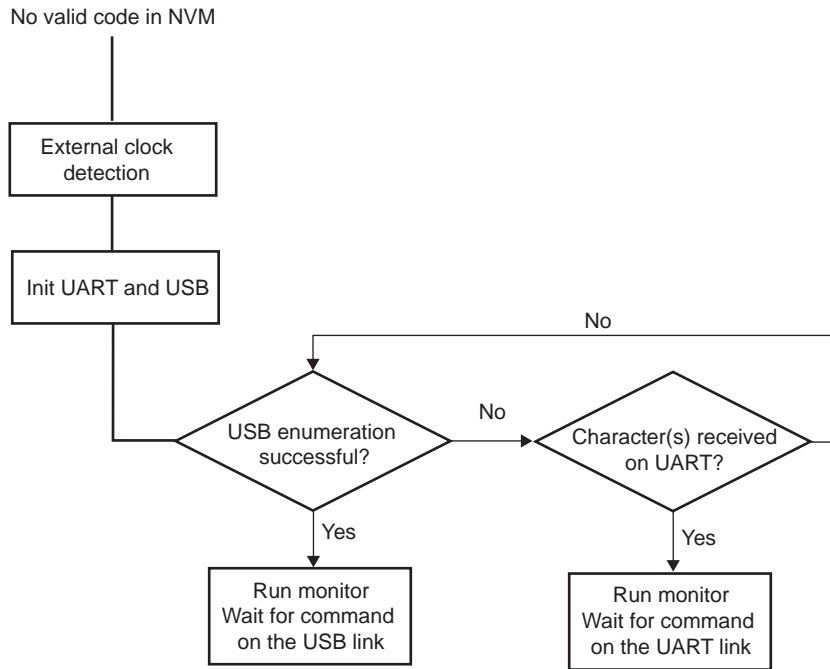 No valid code in NVM
External clock
detection
Init UART and USB
No
USB enumeration
successful?
No
Character(s) received
on UART?
Yes
Yes
Run monitor
Wait for command
on the USB link
Run monitor
Wait for command
on the UART link